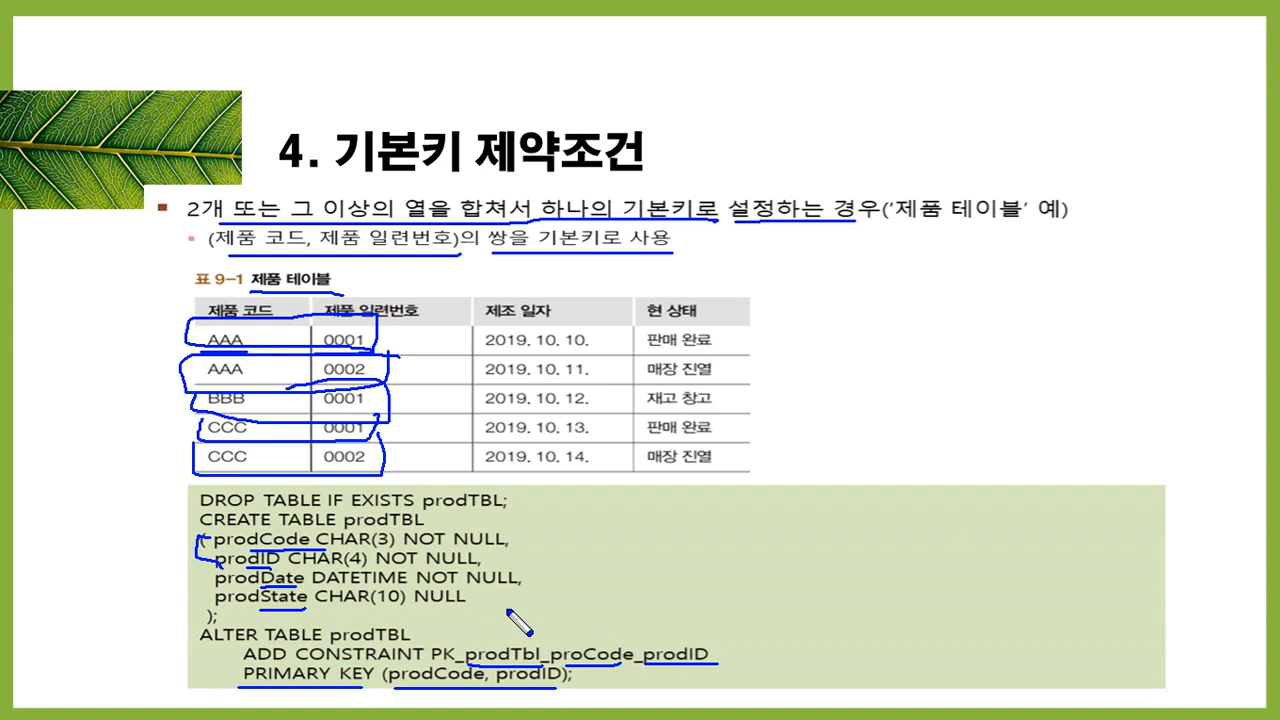 4. 기본키 제약조건
2개 또는 그 이상의 열을 합쳐서 하나의 기본키로 설정하는 경우('제품 테이블' 예)
(제품 코드, 제품 일련번호)의 쌍을 기본키로 사용
표 9-1 제품 테이블
제품 코드 제품 일련번호 제조 일자 현 상태
AAA 0001 2019. 10. 10. 판매 완료
AAA 0002 2019. 10. 11. 매장 진열
BBB 0001 2019. 10. 12. 재고 창고
CCC 0001 2019. 10. 13. 판매 완료
CCC 0002 2019. 10. 14. 매장 진열
DROP TABLE IF EXISTS prodTBL;
CREATE TABLE prodTBL
( prodCode CHAR(3) NOT NULL,
prodID CHAR(4) NOT NULL,
prodDate DATETIME NOT NULL,
prodState CHAR(10) NULL
);
ALTER TABLE prodTBL
ADD CONSTRAINT PK_prodTbl_proCode_prodID
PRIMARY KEY (prodCode, prodID);